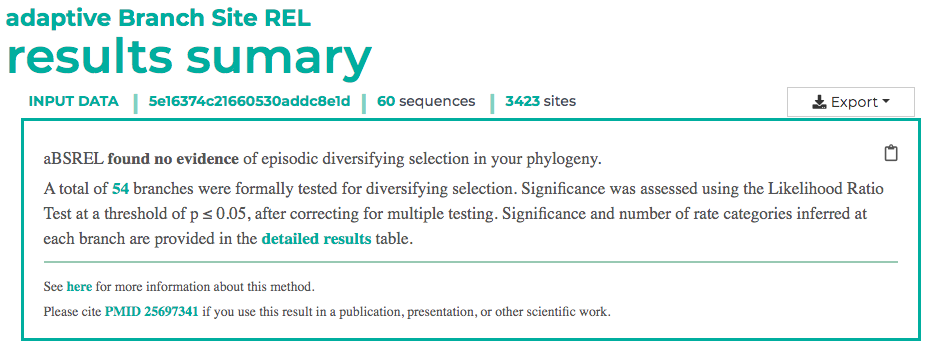 adaptive Branch Site REL
results sumary
INPUT DATA | 5e16374c21660530addc8e1d | 60 sequences | 3423 sites
Export
aBSREL found no evidence of episodic diversifying selection in your phylogeny.
A total of 54 branches were formally tested for diversifying selection. Significance was assessed using the Likelihood Ratio
Test at a threshold of p ≤ 0.05, after correcting for multiple testing. Significance and number of rate categories inferred at
each branch are provided in the detailed results table.
See here for more information about this method.
Please cite PMID 25697341 if you use this result in a publication, presentation, or other scientific work.